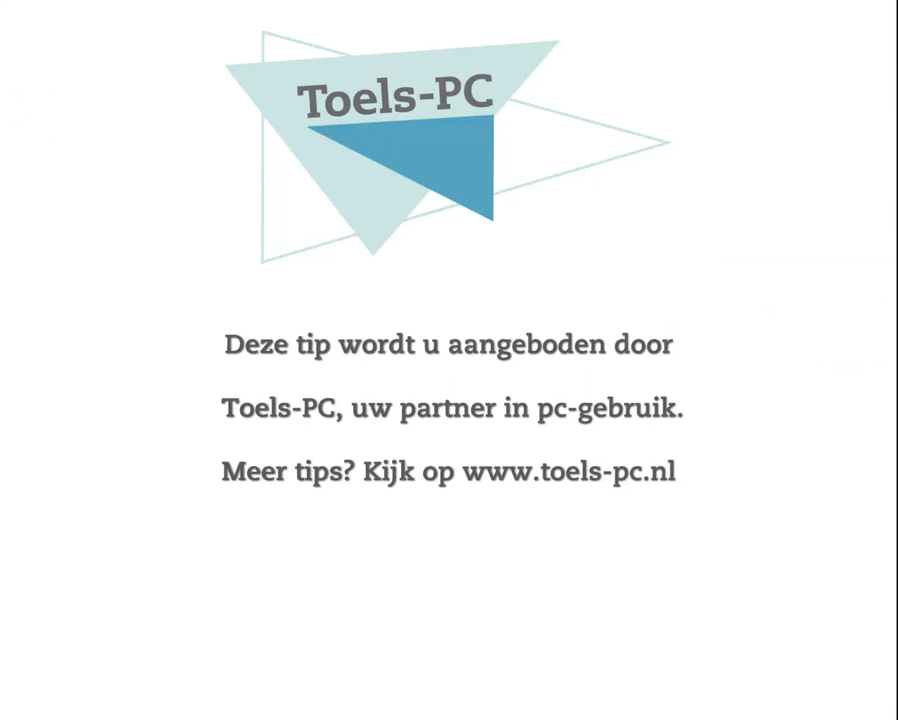 Toels-PC
Deze tip wordt u aangeboden door
Toels-PC, uw partner in pc-gebruik.
Meer tips? Kijk op www.toels-pc.nl